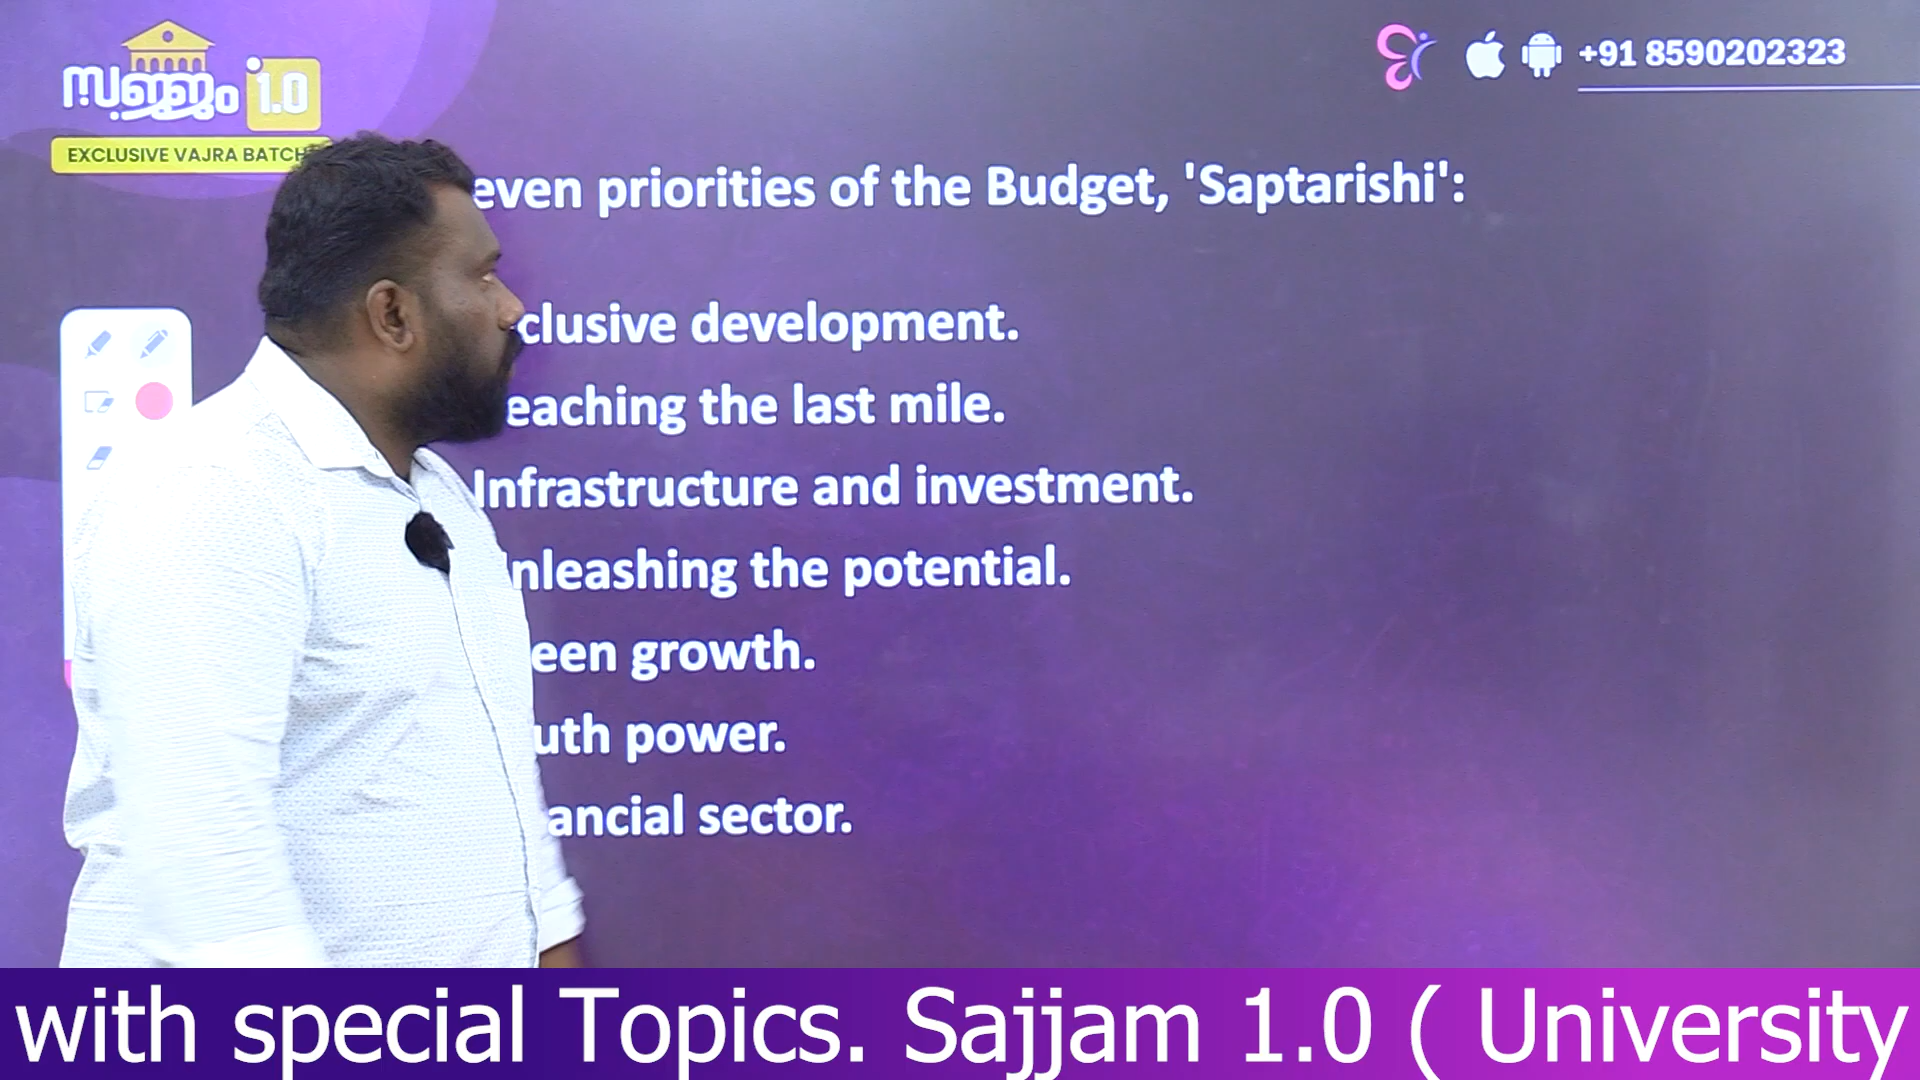 സജ്ജം 1.0
EXCLUSIVE VAJRA BATCH
+91 8590202323
even priorities of the Budget, 'Saptarishi':
clusive development.
eaching the last mile.
Infrastructure and investment.
nleashing the potential.
een growth.
uth power.
ancial sector.
with special Topics. Sajjam 1.0 ( University